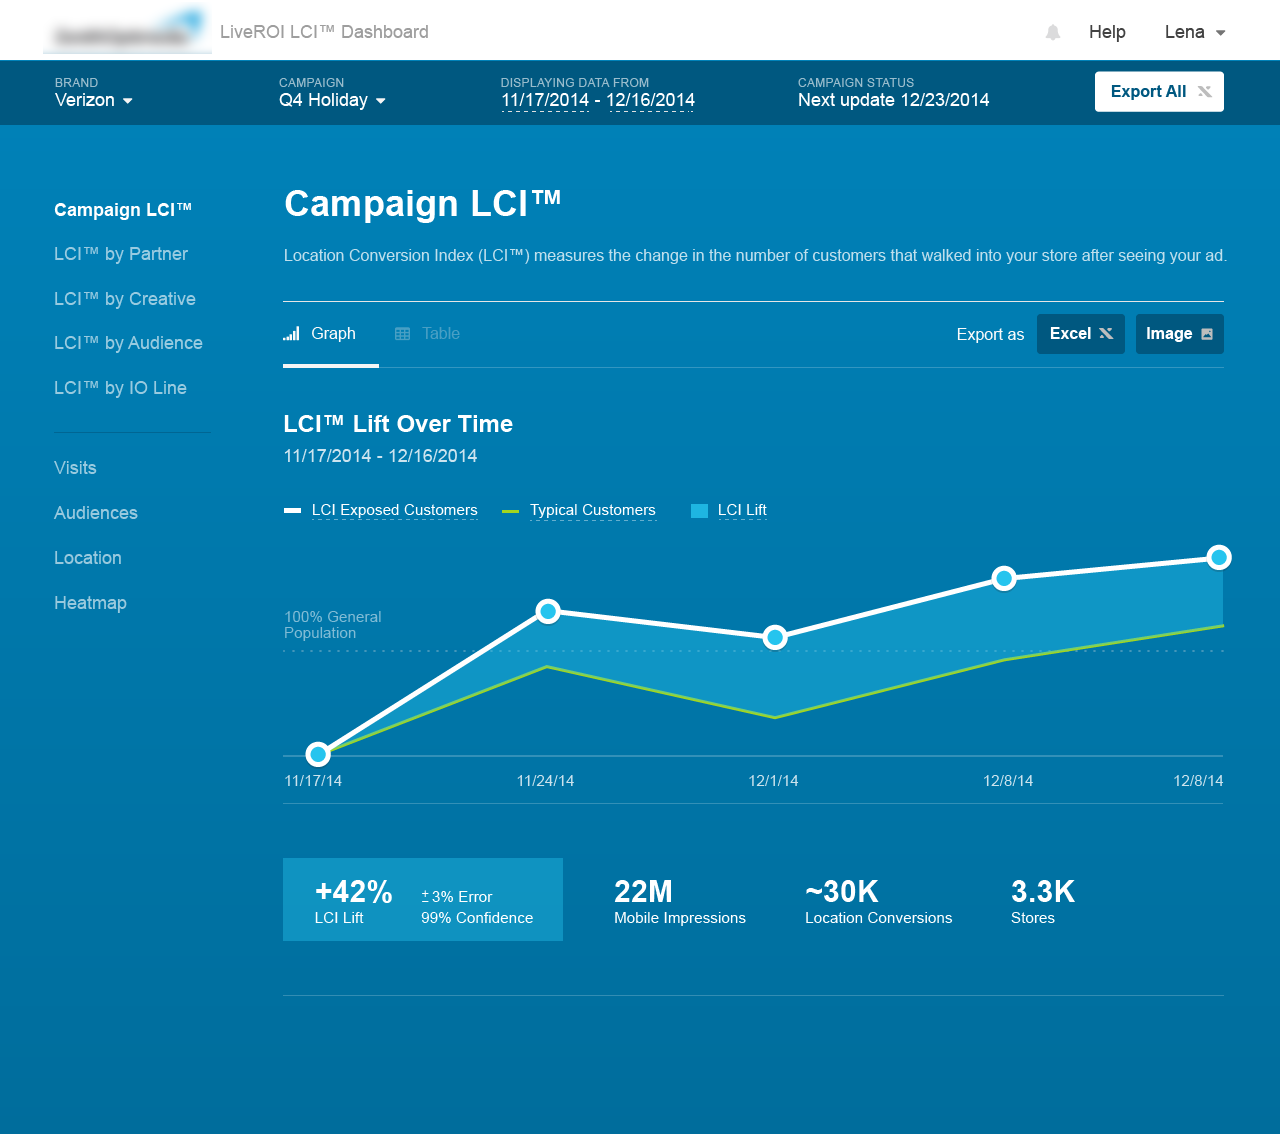 LiveROI LCI™ Dashboard
Help
Lena
BRAND
Verizon
CAMPAIGN
Q4 Holiday
DISPLAYING DATA FROM
11/17/2014 - 12/16/2014
CAMPAIGN STATUS
Next update 12/23/2014
Export All
Campaign LCI™
LCI™ by Partner
LCI™ by Creative
LCI™ by Audience
LCI™ by IO Line
Visits
Audiences
Location
Heatmap
Campaign LCI™
Location Conversion Index (LCI™) measures the change in the number of customers that walked into your store after seeing your ad.
Graph
Table
Export as
Excel
Image
LCI™ Lift Over Time
11/17/2014 - 12/16/2014
LCI Exposed Customers
Typical Customers
LCI Lift
100% General
Population
11/17/14
11/24/14
12/1/14
12/8/14
12/8/14
+42%
LCI Lift
± 3% Error
99% Confidence
22M
Mobile Impressions
~30K
Location Conversions
3.3K
Stores